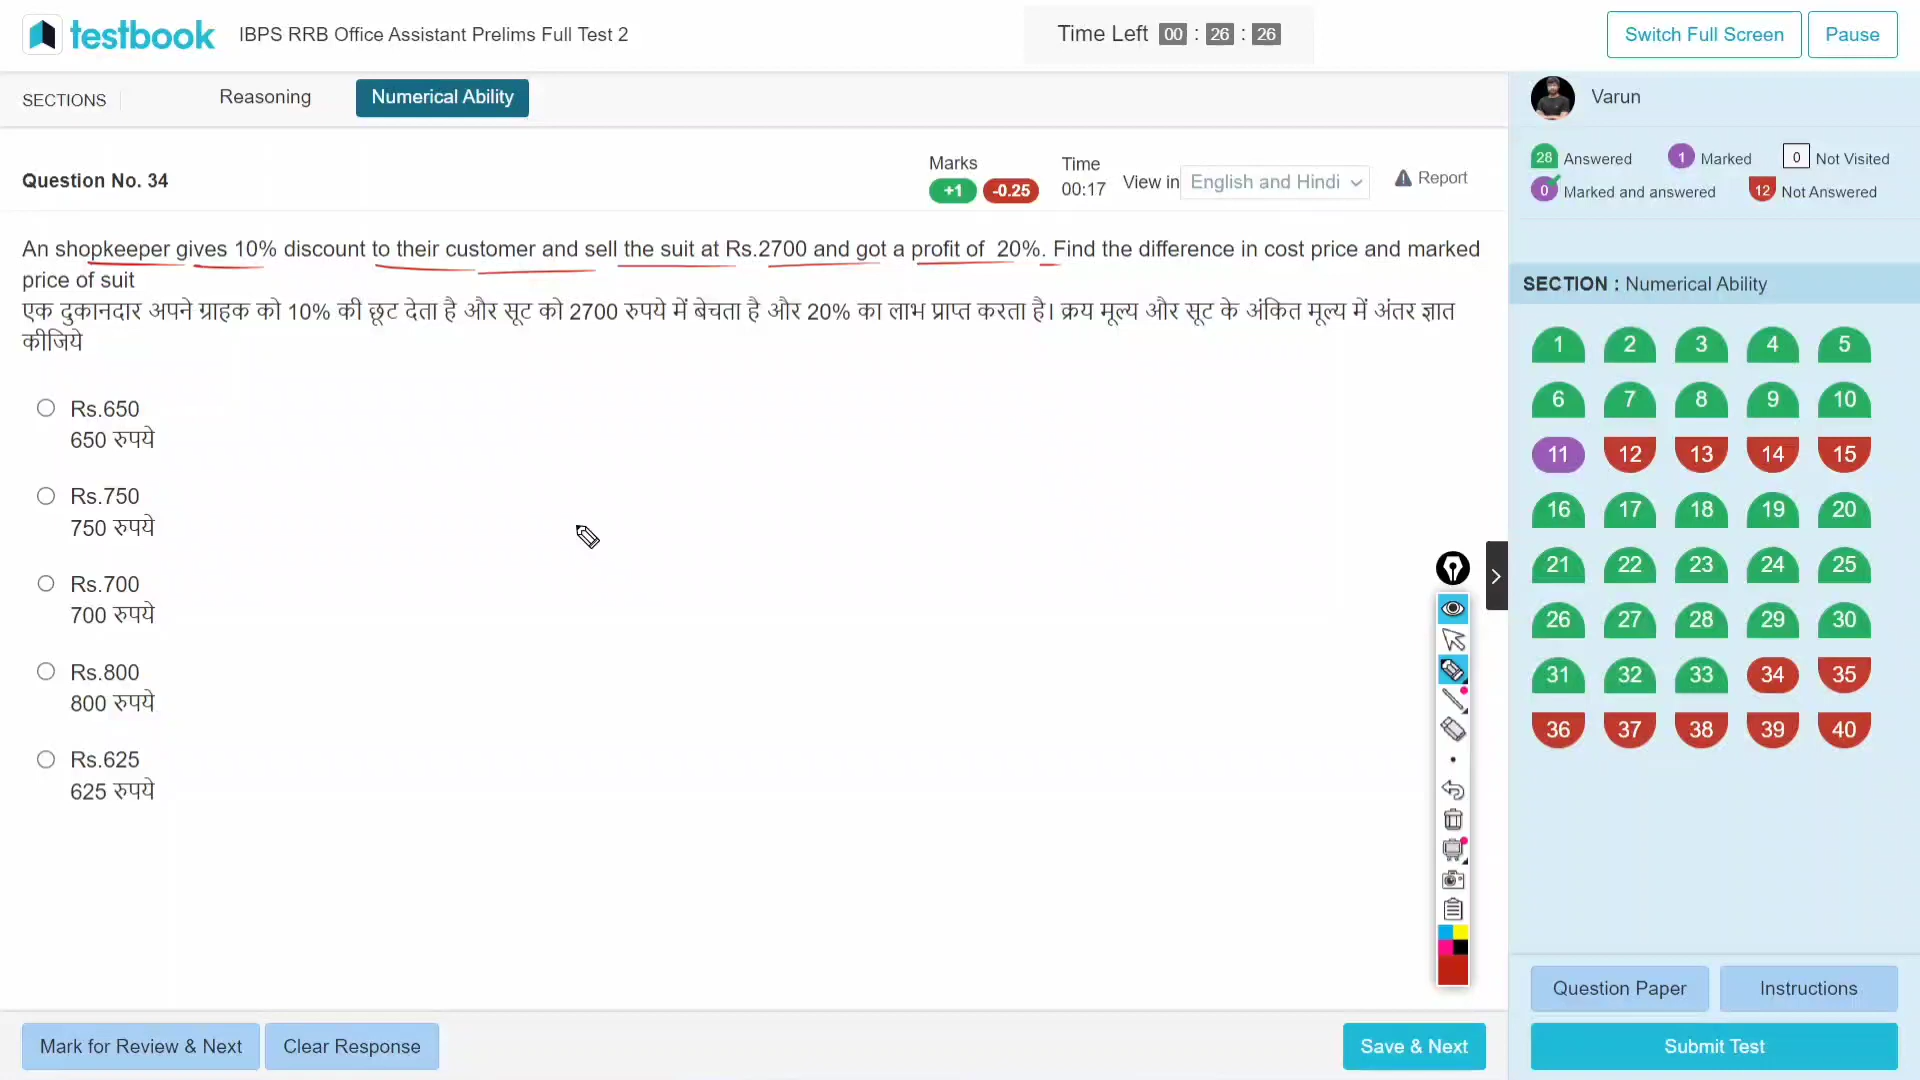 testbook
IBPS RRB Office Assistant Prelims Full Test 2
Time Left 00 : 26 : 26
Switch Full Screen
Pause
SECTIONS
Reasoning
Numerical Ability
Varun
28 Answered
1 Marked
0 Not Visited
0 Marked and answered
12 Not Answered
Question No. 34
Marks
+1 -0.25
Time
00:17
View in English and Hindi
Report
An shopkeeper gives 10% discount to their customer and sell the suit at Rs.2700 and got a profit of 20%. Find the difference in cost price and marked
price of suit
एक दुकानदार अपने ग्राहक को 10% की छूट देता है और सूट को 2700 रुपये में बेचता है और 20% का लाभ प्राप्त करता है। क्रय मूल्य और सूट के अंकित मूल्य में अंतर ज्ञात
कीजिये
Rs.650
650 रुपये
Rs.750
750 रुपये
Rs.700
700 रुपये
Rs.800
800 रुपये
Rs.625
625 रुपये
SECTION : Numerical Ability
1 2 3 4 5
6 7 8 9 10
11 12 13 14 15
16 17 18 19 20
21 22 23 24 25
26 27 28 29 30
31 32 33 34 35
36 37 38 39 40
Question Paper
Instructions
Mark for Review & Next
Clear Response
Save & Next
Submit Test